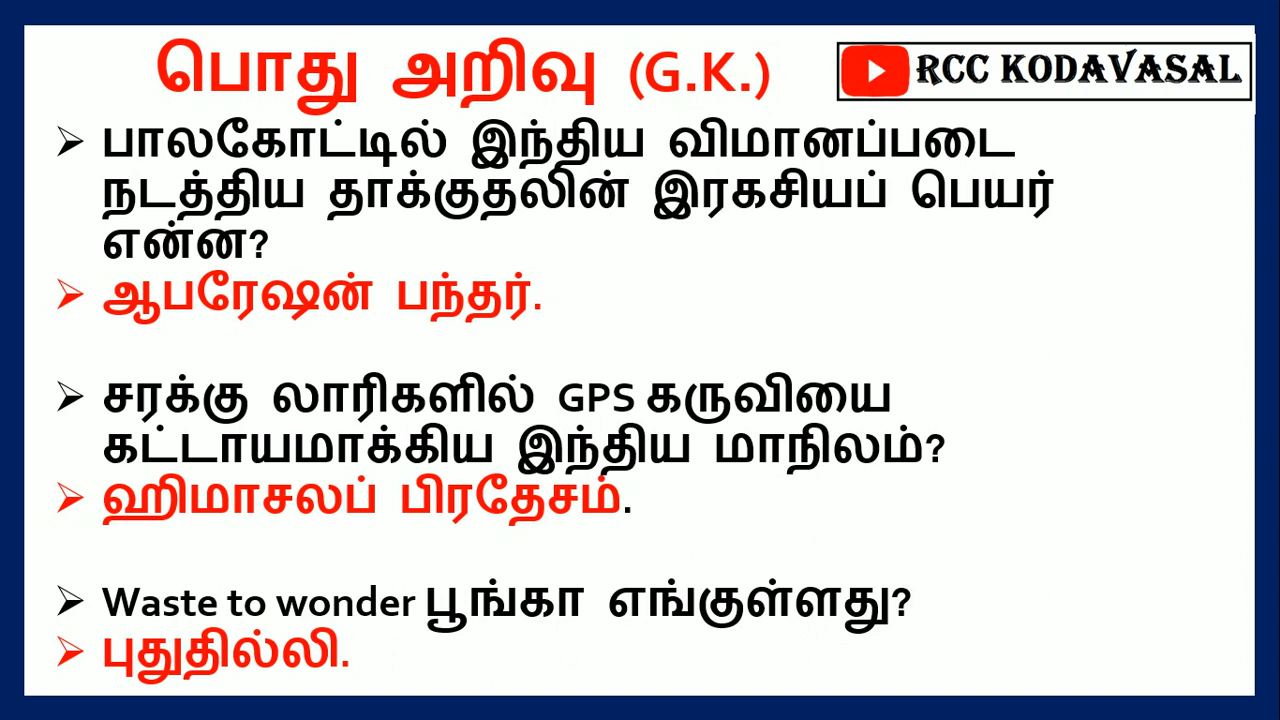 பொது அறிவு (G.K.)
RCC KODAVASAL
பாலகோட்டில் இந்திய விமானப்படை
நடத்திய தாக்குதலின் இரகசியப் பெயர்
என்ன?
ஆபரேஷன் பந்தர்.
சரக்கு லாரிகளில் GPS கருவியை
கட்டாயமாக்கிய இந்திய மாநிலம்?
ஹிமாசலப் பிரதேசம்.
Waste to wonder பூங்கா எங்குள்ளது?
புதுதில்லி.